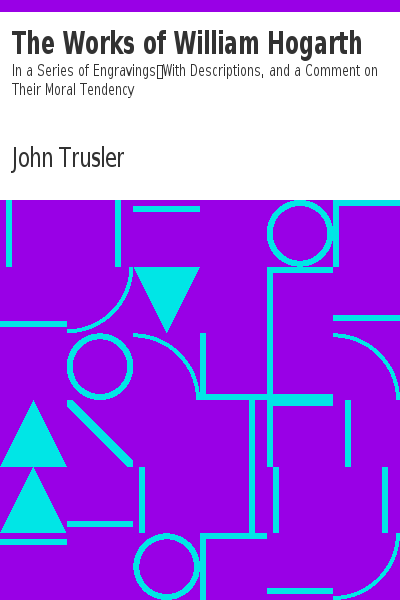 The Works of William Hogarth
In a Series of Engravings▯With Descriptions, and a Comment on
Their Moral Tendency
John Trusler